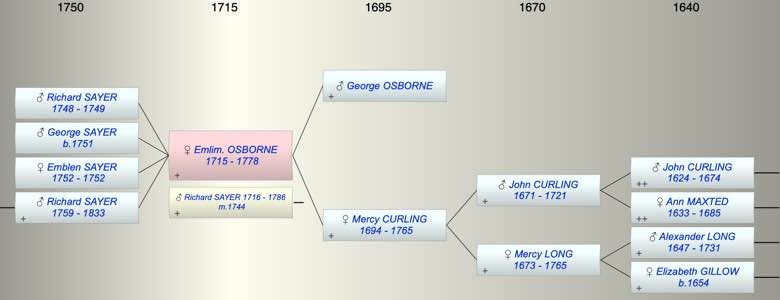 1750 1715 1695 1670 1640
♂ Richard SAYER
1748 - 1749
♂ George SAYER
b.1751
♀ Emblen SAYER
1752 - 1752
♂ Richard SAYER
1759 - 1833
+
♀ Emlim. OSBORNE
1715 - 1778
+
♂ Richard SAYER 1716 - 1786
m.1744
+
♂ George OSBORNE
+
♀ Mercy CURLING
1694 - 1765
+
♂ John CURLING
1671 - 1721
+
♀ Mercy LONG
1673 - 1765
+
♂ John CURLING
1624 - 1674
++
♀ Ann MAXTED
1633 - 1685
++
♂ Alexander LONG
1647 - 1731
♀ Elizabeth GILLOW
b.1654